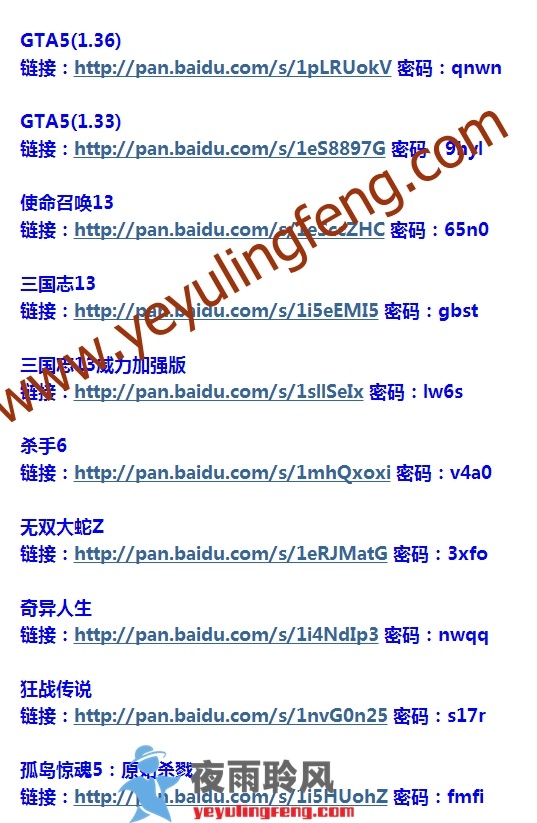 GTA5(1.36)
链接：http://pan.baidu.com/s/1pLRUokV 密码：qnwn
GTA5(1.33)
链接：http://pan.baidu.com/s/1eS8897G 密码：9hyl
使命召唤13
链接：http://pan.baidu.com/s/ 密码：65n0
三国志13
链接：http://pan.baidu.com/s/1i5eEMI5 密码：gbst
三国志13威力加强版
链接：http://pan.baidu.com/s/1sllSeIx 密码：lw6s
杀手6
链接：http://pan.baidu.com/s/1mhQxoxi 密码：v4a0
无双大蛇Z
链接：http://pan.baidu.com/s/1eRJMatG 密码：3xfo
奇异人生
链接：http://pan.baidu.com/s/1i4NdIp3 密码：nwqq
狂战传说
链接：http://pan.baidu.com/s/1nvG0n25 密码：s17r
孤岛惊魂5：原始杀戮
链接：http://pan.baidu.com/s/1i5HUohZ 密码：fmfi
www.yeyulingfeng.com
夜雨聆风
yeyulingfeng.com